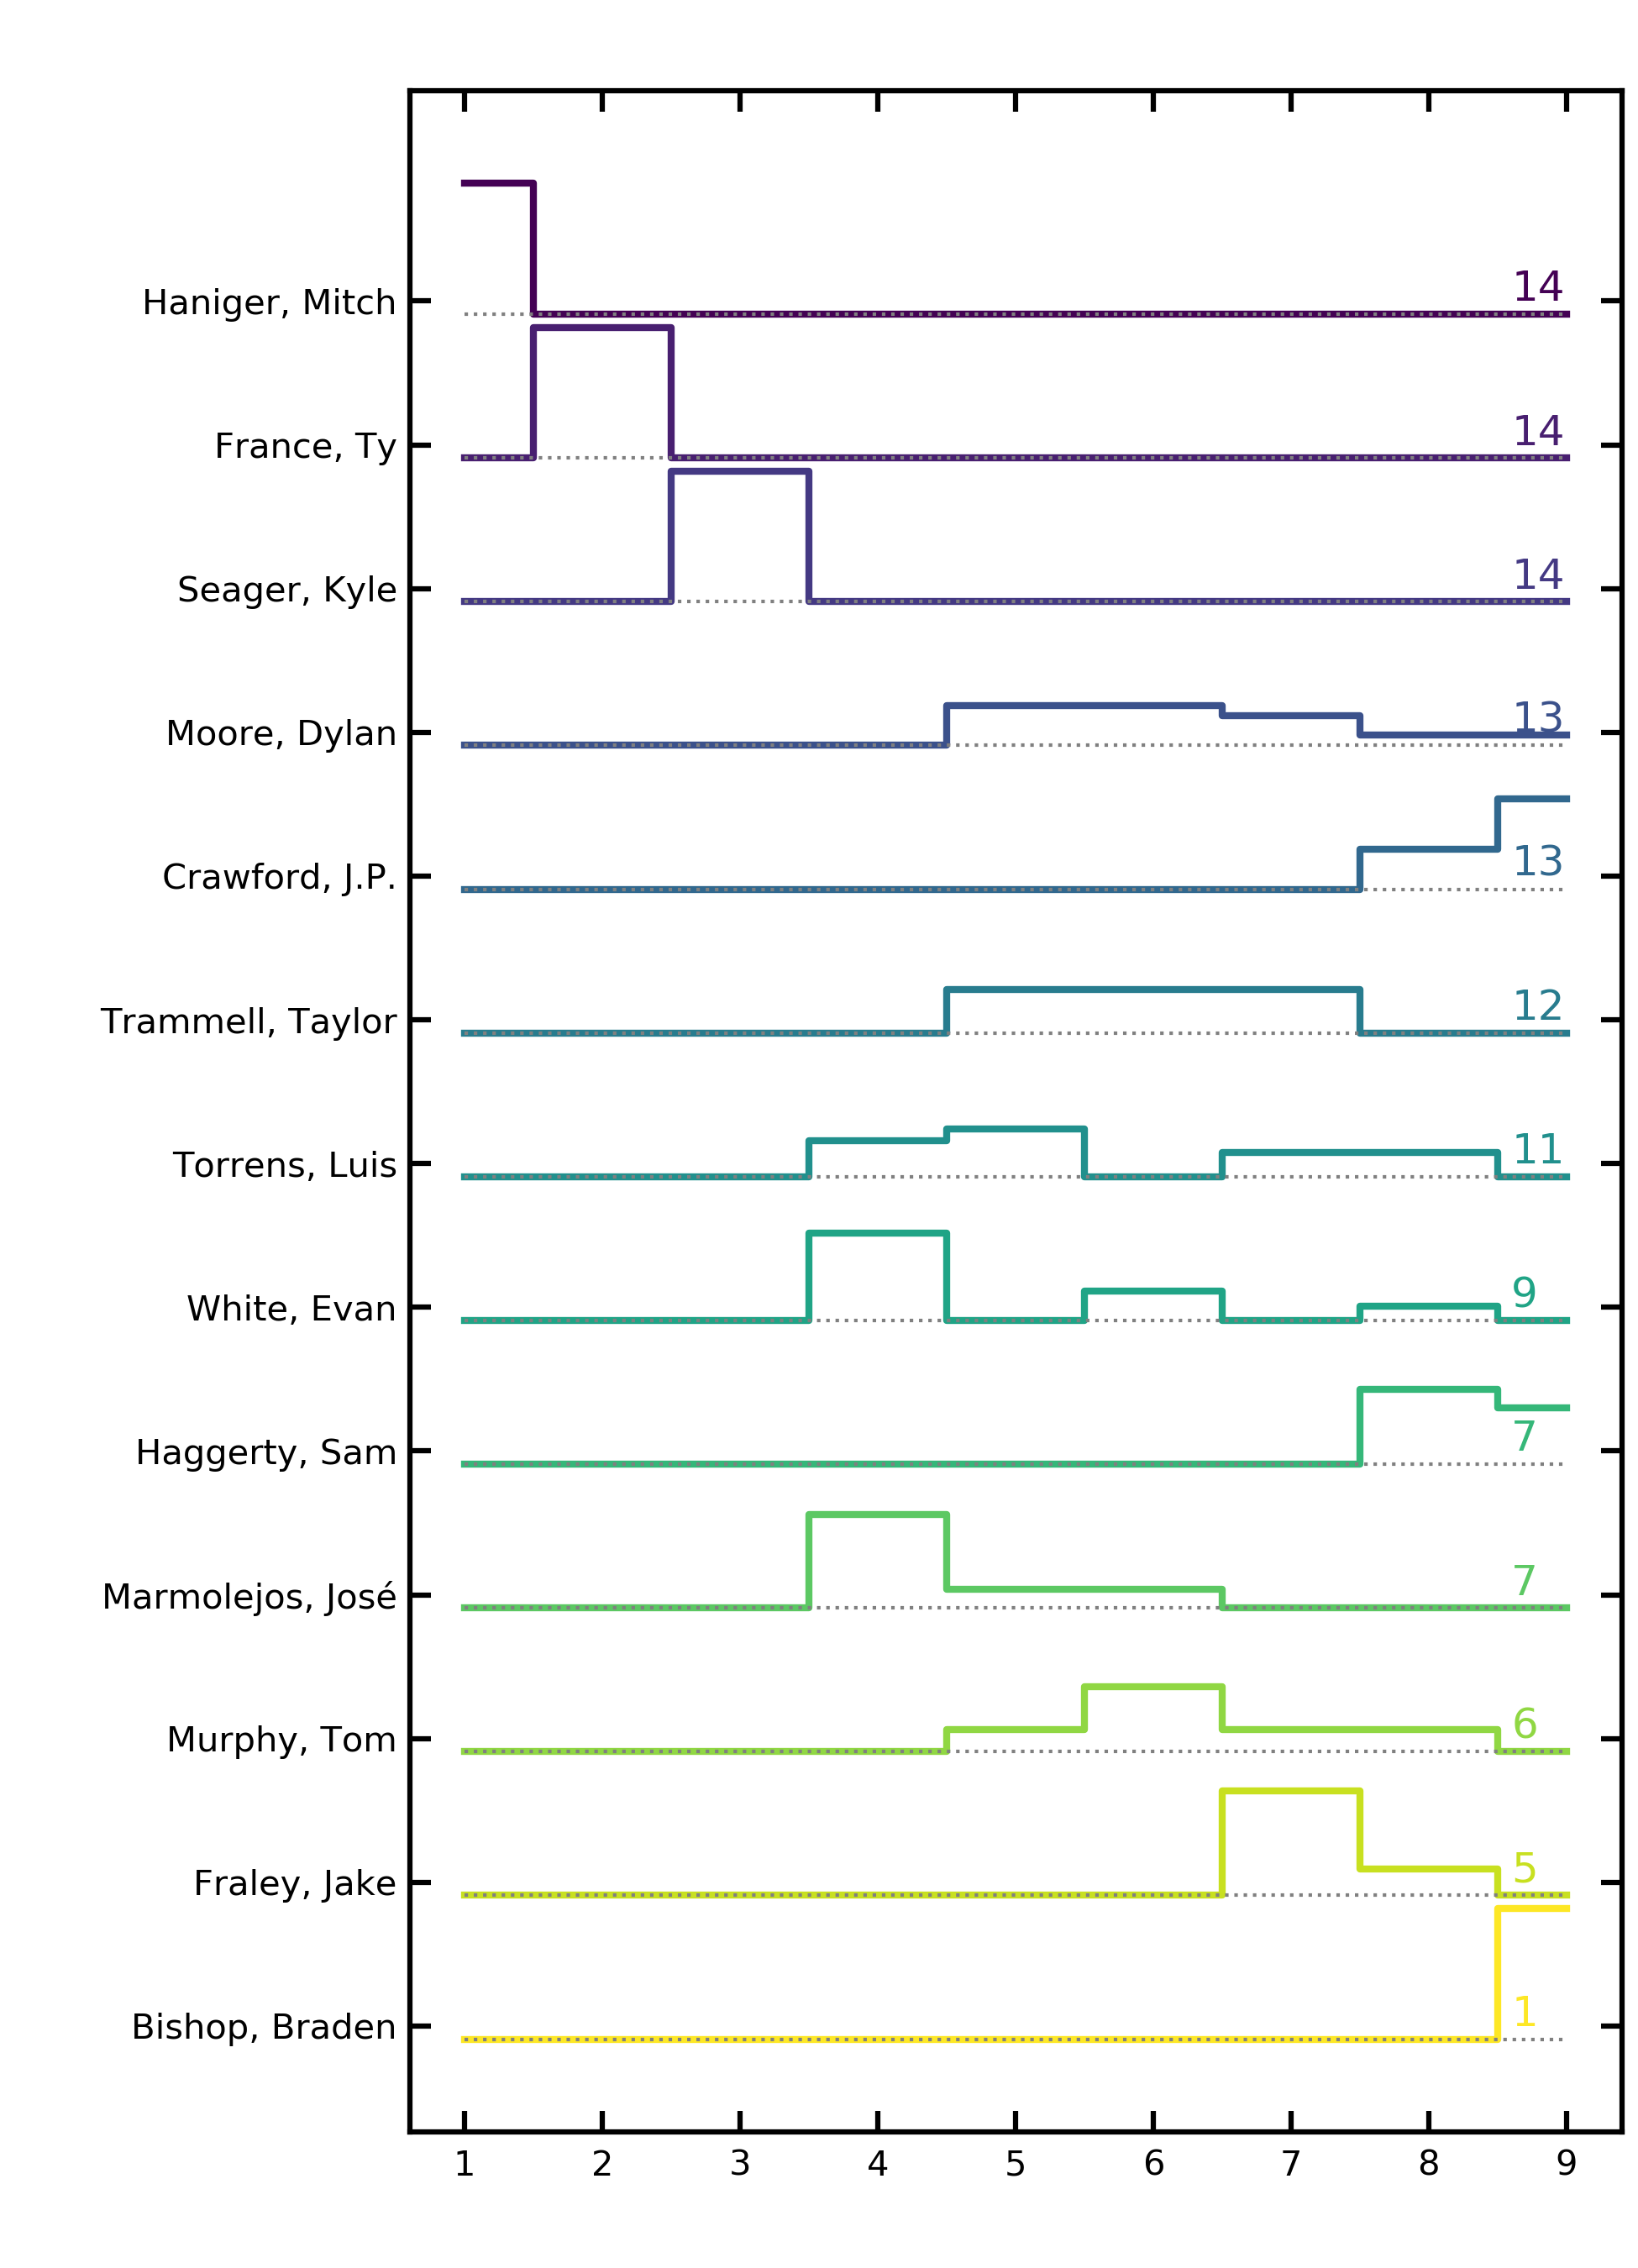 Haniger, Mitch 14
France, Ty 14
Seager, Kyle 14
Moore, Dylan 13
Crawford, J.P. 13
Trammell, Taylor 12
Torrens, Luis 11
White, Evan 9
Haggerty, Sam 7
Marmolejos, José 7
Murphy, Tom 6
Fraley, Jake 5
Bishop, Braden 1
1 2 3 4 5 6 7 8 9